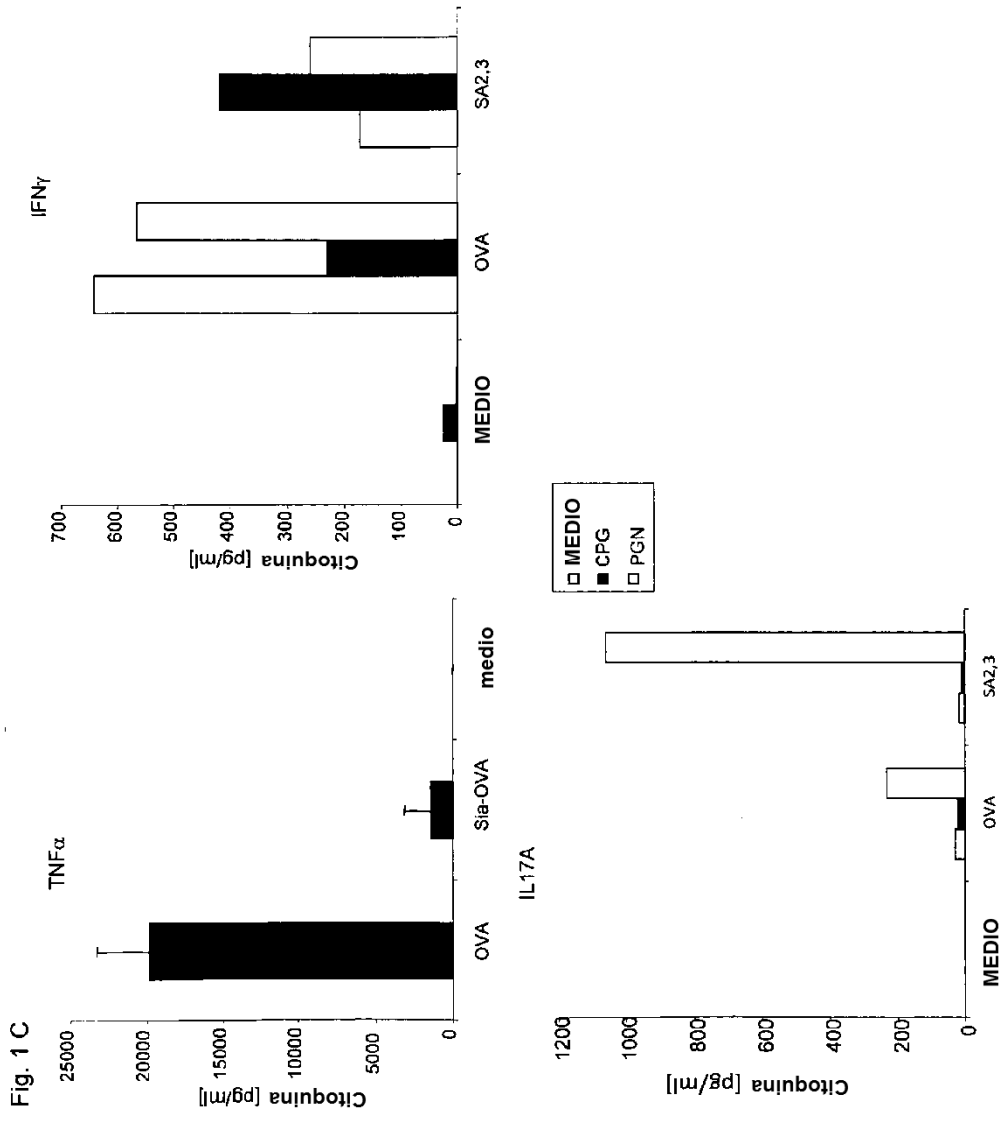 Fig. 1 C
TNFα
Citoquina [pg/ml]
25000
20000
15000
10000
5000
0
OVA
Sia-OVA
medio
IFNγ
Citoquina [pg/ml]
700
600
500
400
300
200
100
0
MEDIO
OVA
SA2,3
IL17A
Citoquina [pg/ml]
1200
1000
800
600
400
200
0
MEDIO
OVA
SA2,3
MEDIO
CPG
PGN